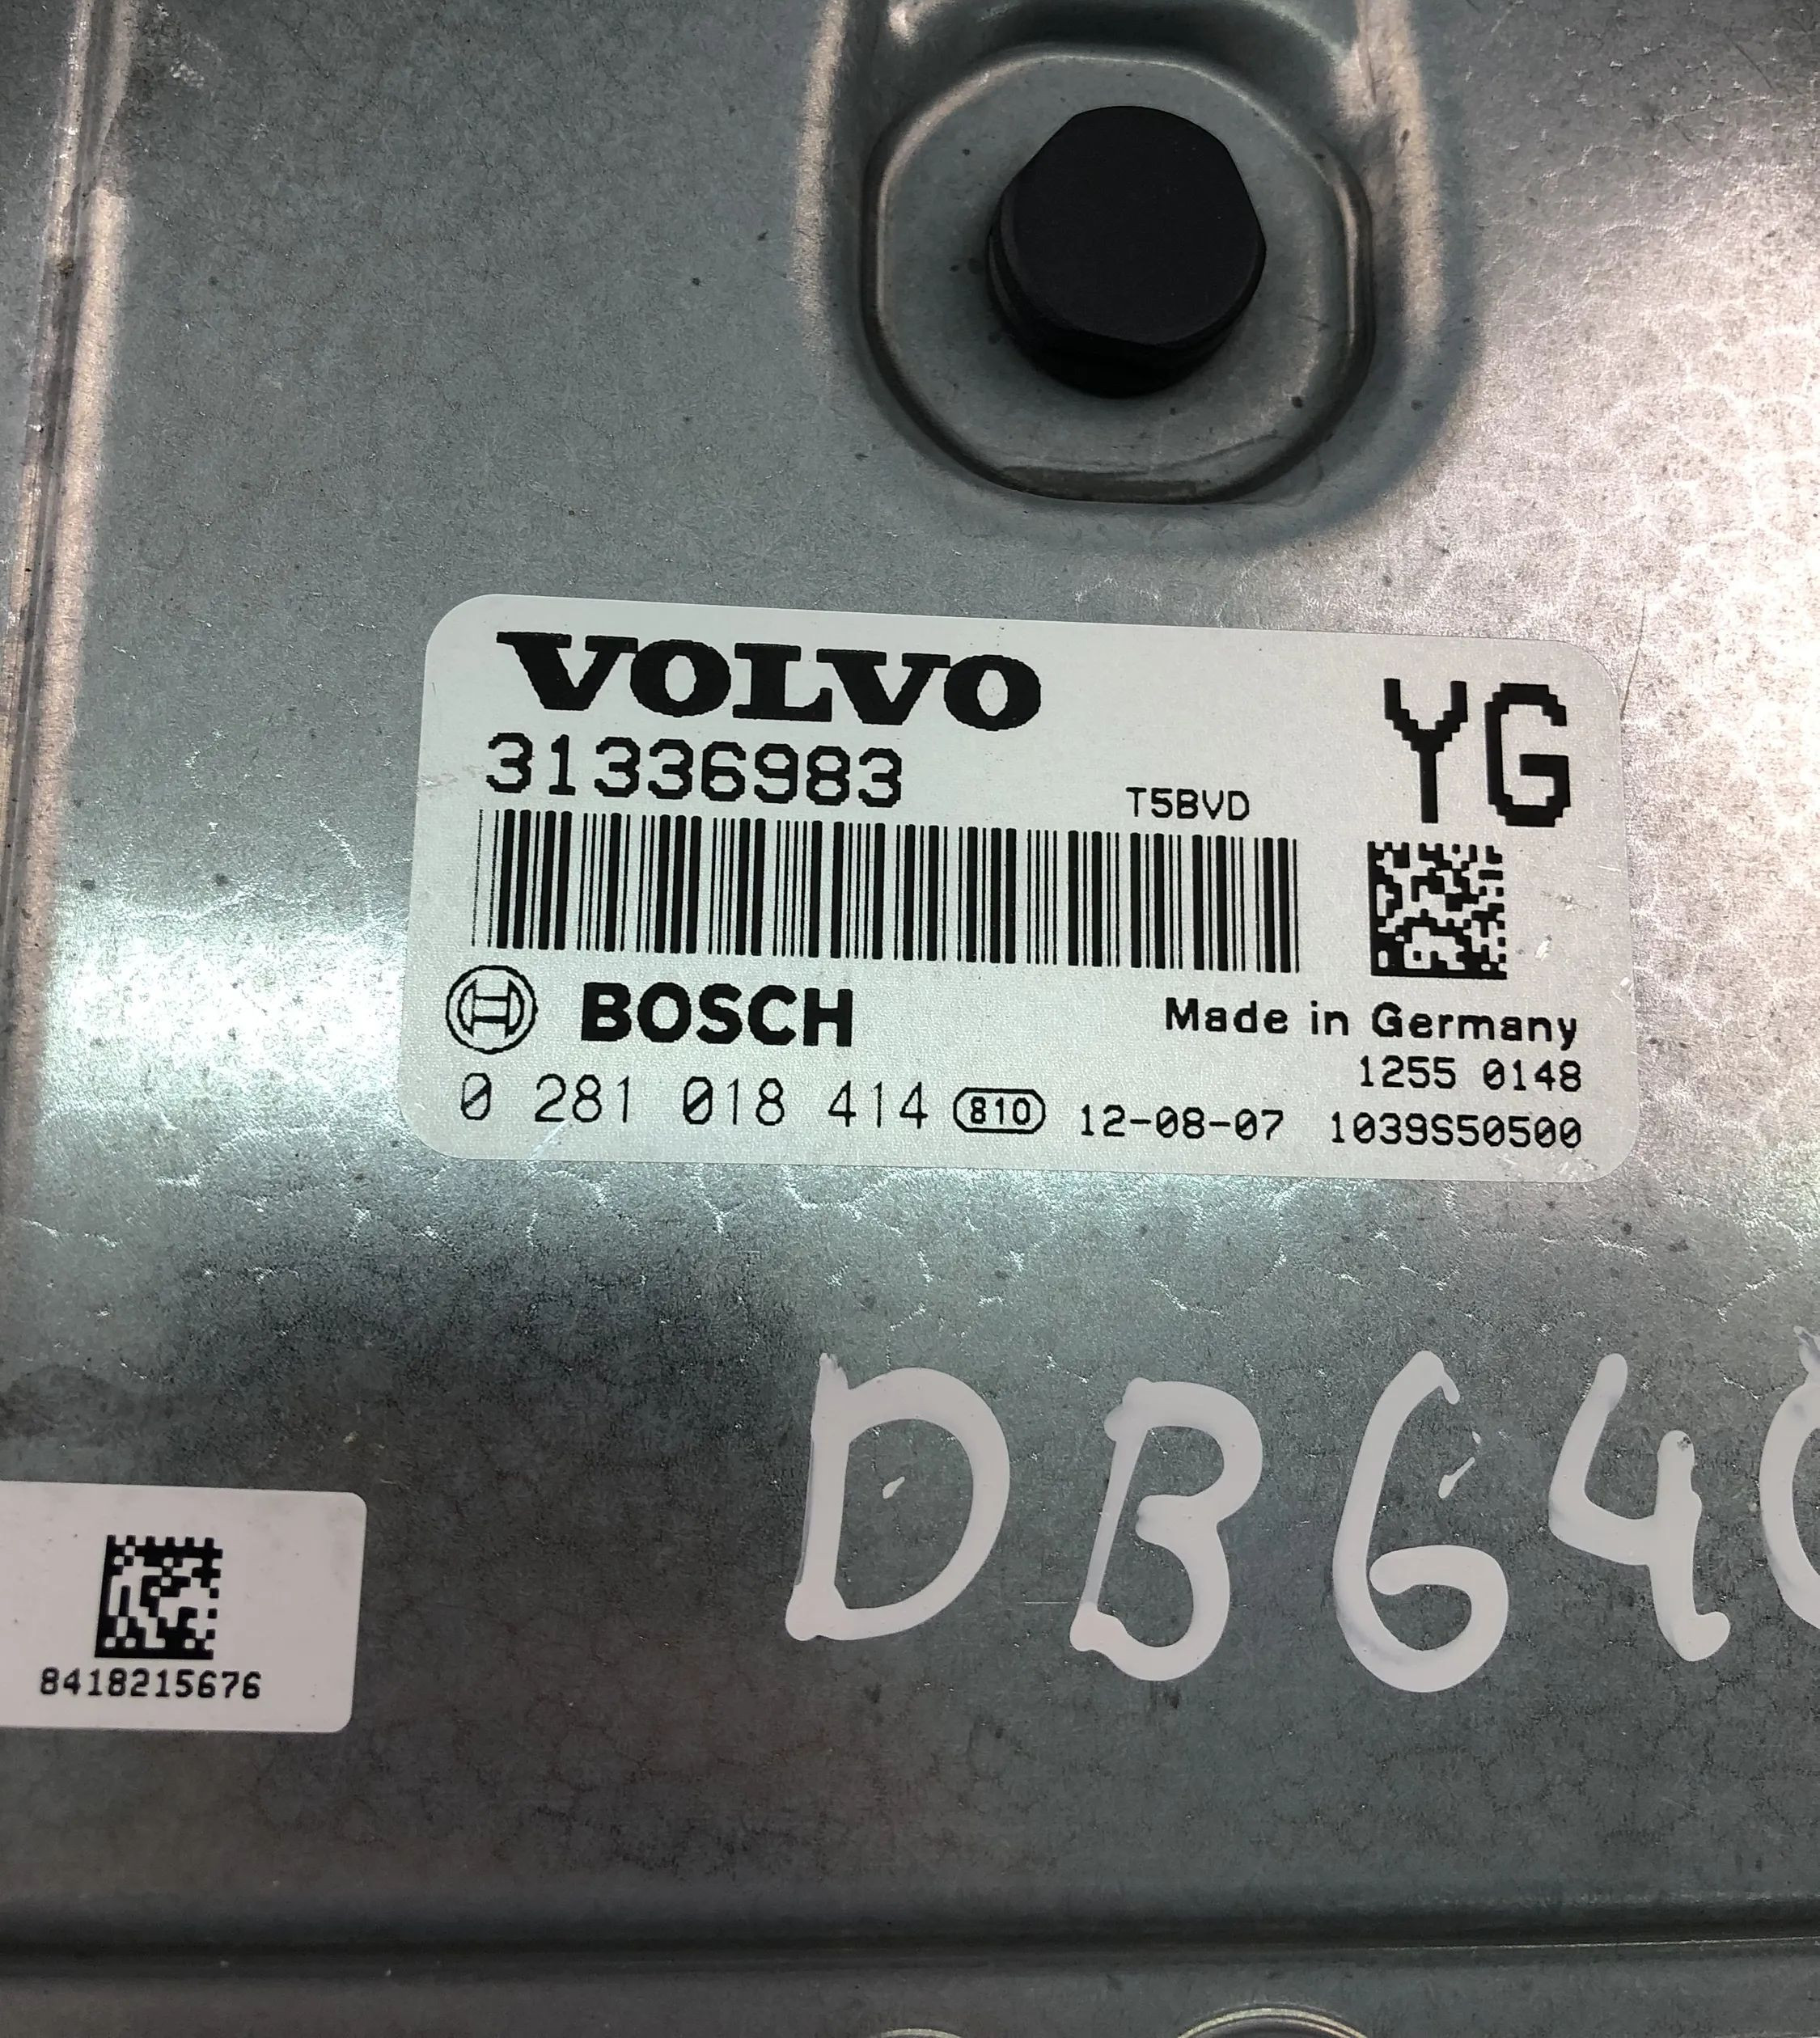 VOLVO
YG
31336983
T5BVD
BOSCH
Made in Germany
1255 0148
0 281 018 414 810 12-08-07 1039S50500
DB64
8418215676